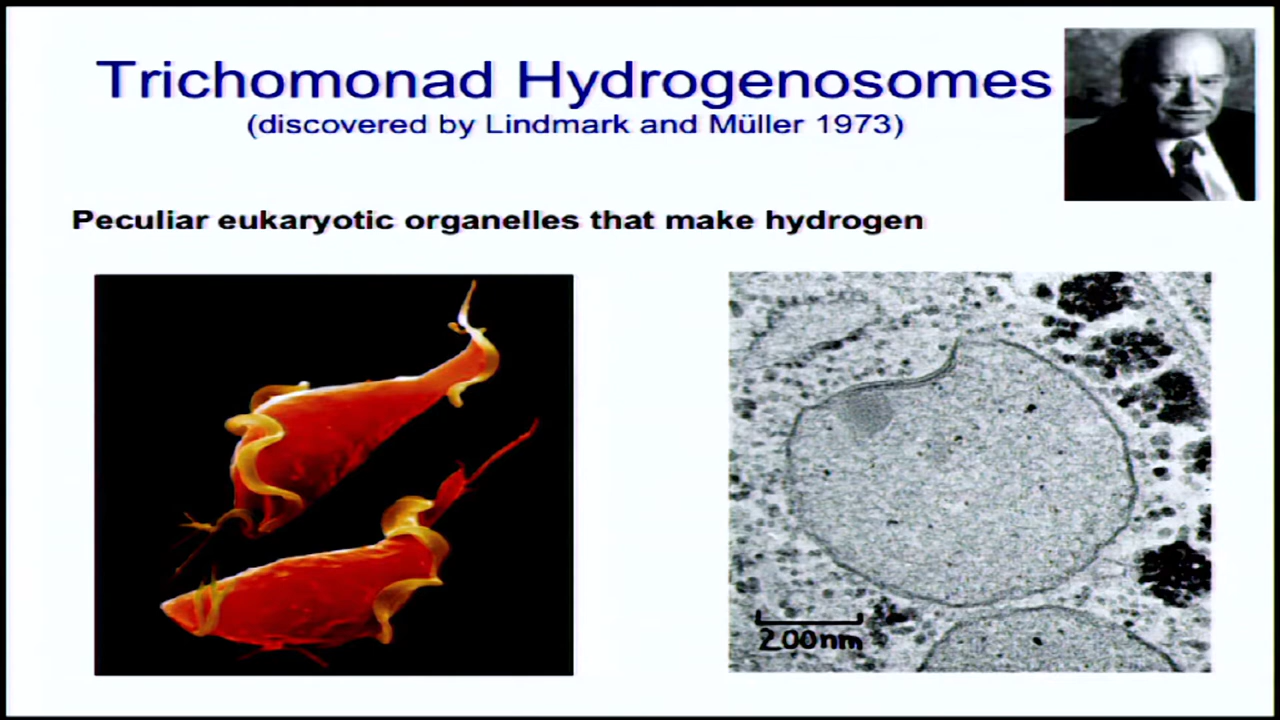 Trichomonad Hydrogenosomes
(discovered by Lindmark and Müller 1973)
Peculiar eukaryotic organelles that make hydrogen
200nm